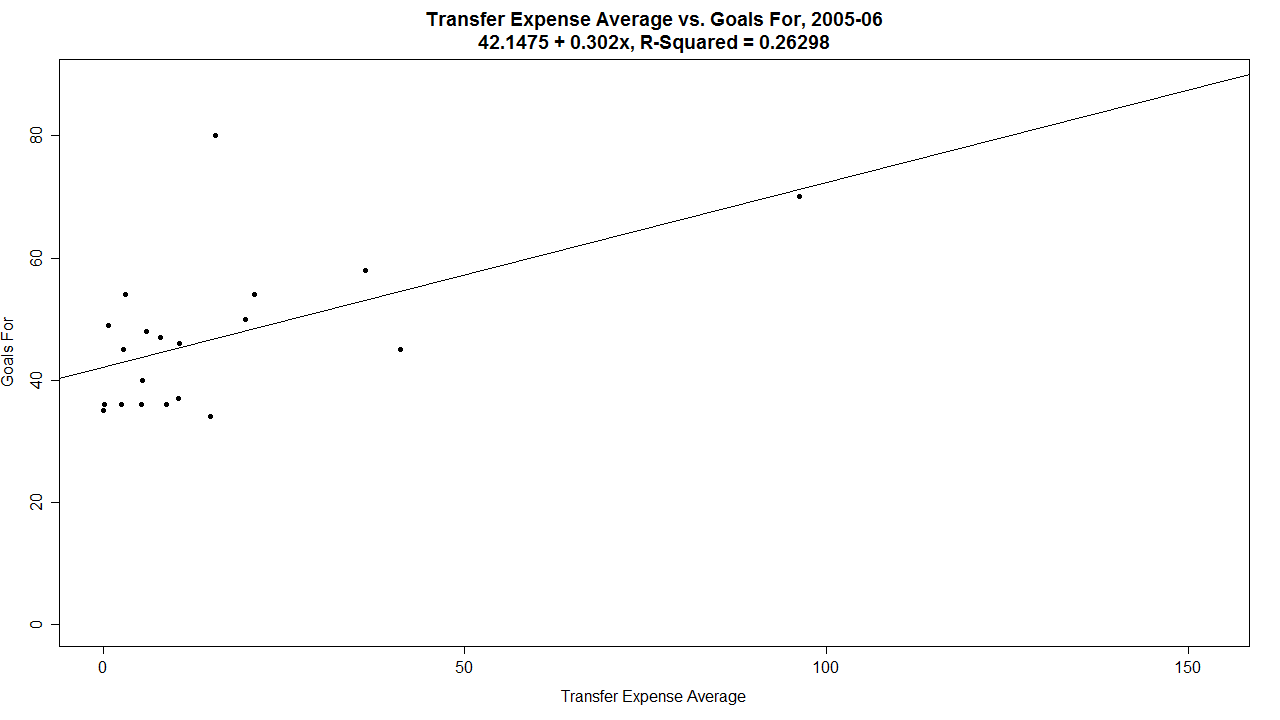 Transfer Expense Average vs. Goals For, 2005-06
42.1475 + 0.302x, R-Squared = 0.26298
Goals For
80
60
40
20
0
0
50
100
150
Transfer Expense Average